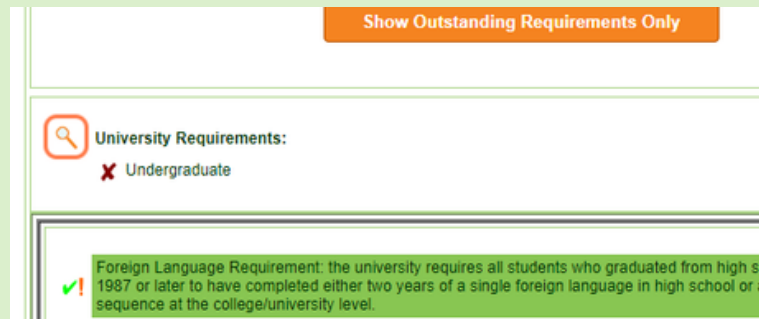 Show Outstanding Requirements Only
University Requirements:
Undergraduate
Foreign Language Requirement: the university requires all students who graduated from high
1987 or later to have completed either two years of a single foreign language in high school or
sequence at the college/university level.